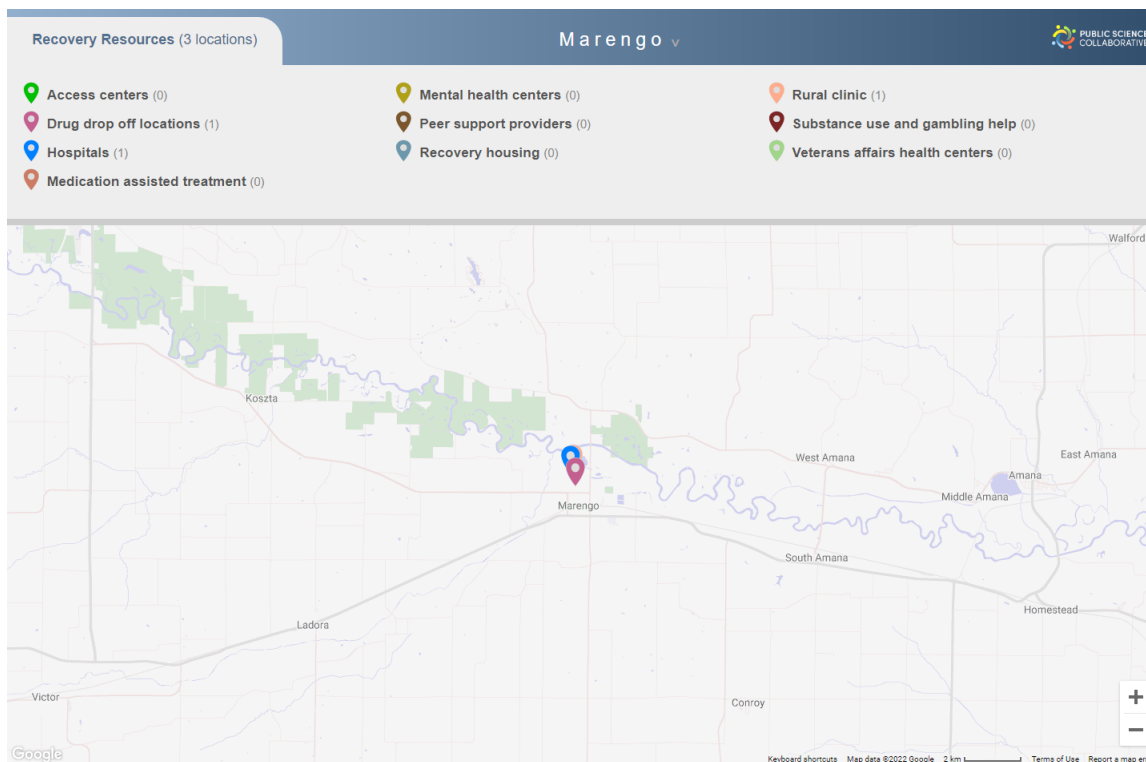 Recovery Resources (3 locations)
Marengo v
PUBLIC SCIENCE
COLLABORATIVE
Access centers (0)
Mental health centers (0)
Rural clinic (1)
Drug drop off locations (1)
Peer support providers (0)
Substance use and gambling help (0)
Hospitals (1)
Recovery housing (0)
Veterans affairs health centers (0)
Medication assisted treatment (0)
Walford
Koszta
West Amana
East Amana
Amana
Middle Amana
Marengo
South Amana
Homestead
Ladora
Victor
Conroy
+
−
Google
Keyboard shortcuts Map data ©2022 Google 2 km Terms of Use Report a map er